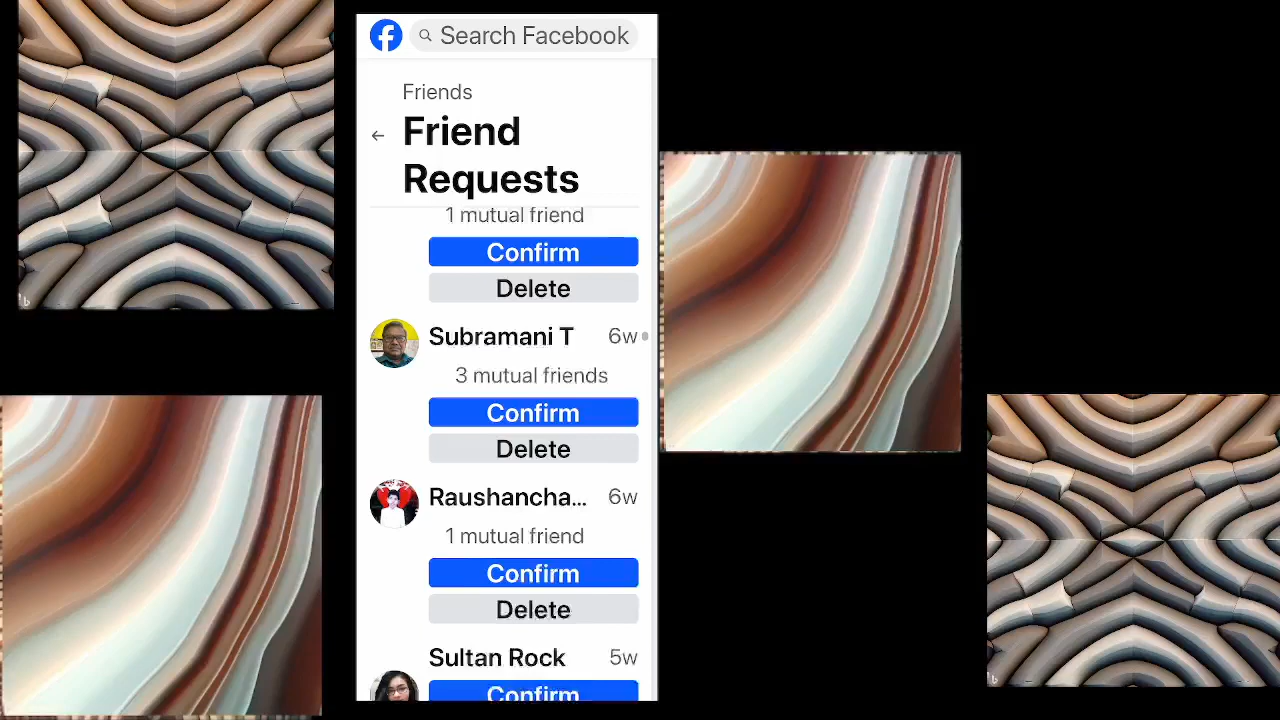 Search Facebook
Friends
Friend
Requests
1 mutual friend
Confirm
Delete
Subramani T 6w
3 mutual friends
Confirm
Delete
Raushancha... 6w
1 mutual friend
Confirm
Delete
Sultan Rock 5w
Confirm